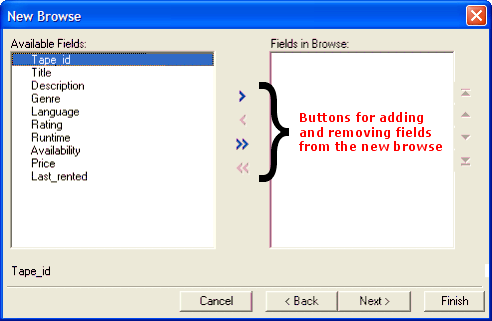 New Browse
Available Fields:
Fields in Browse:
Tape_id
Title
Description
Genre
Language
Rating
Runtime
Availability
Price
Last_rented
Buttons for adding
and removing fields
from the new browse
Tape_id
Cancel
< Back
Next >
Finish